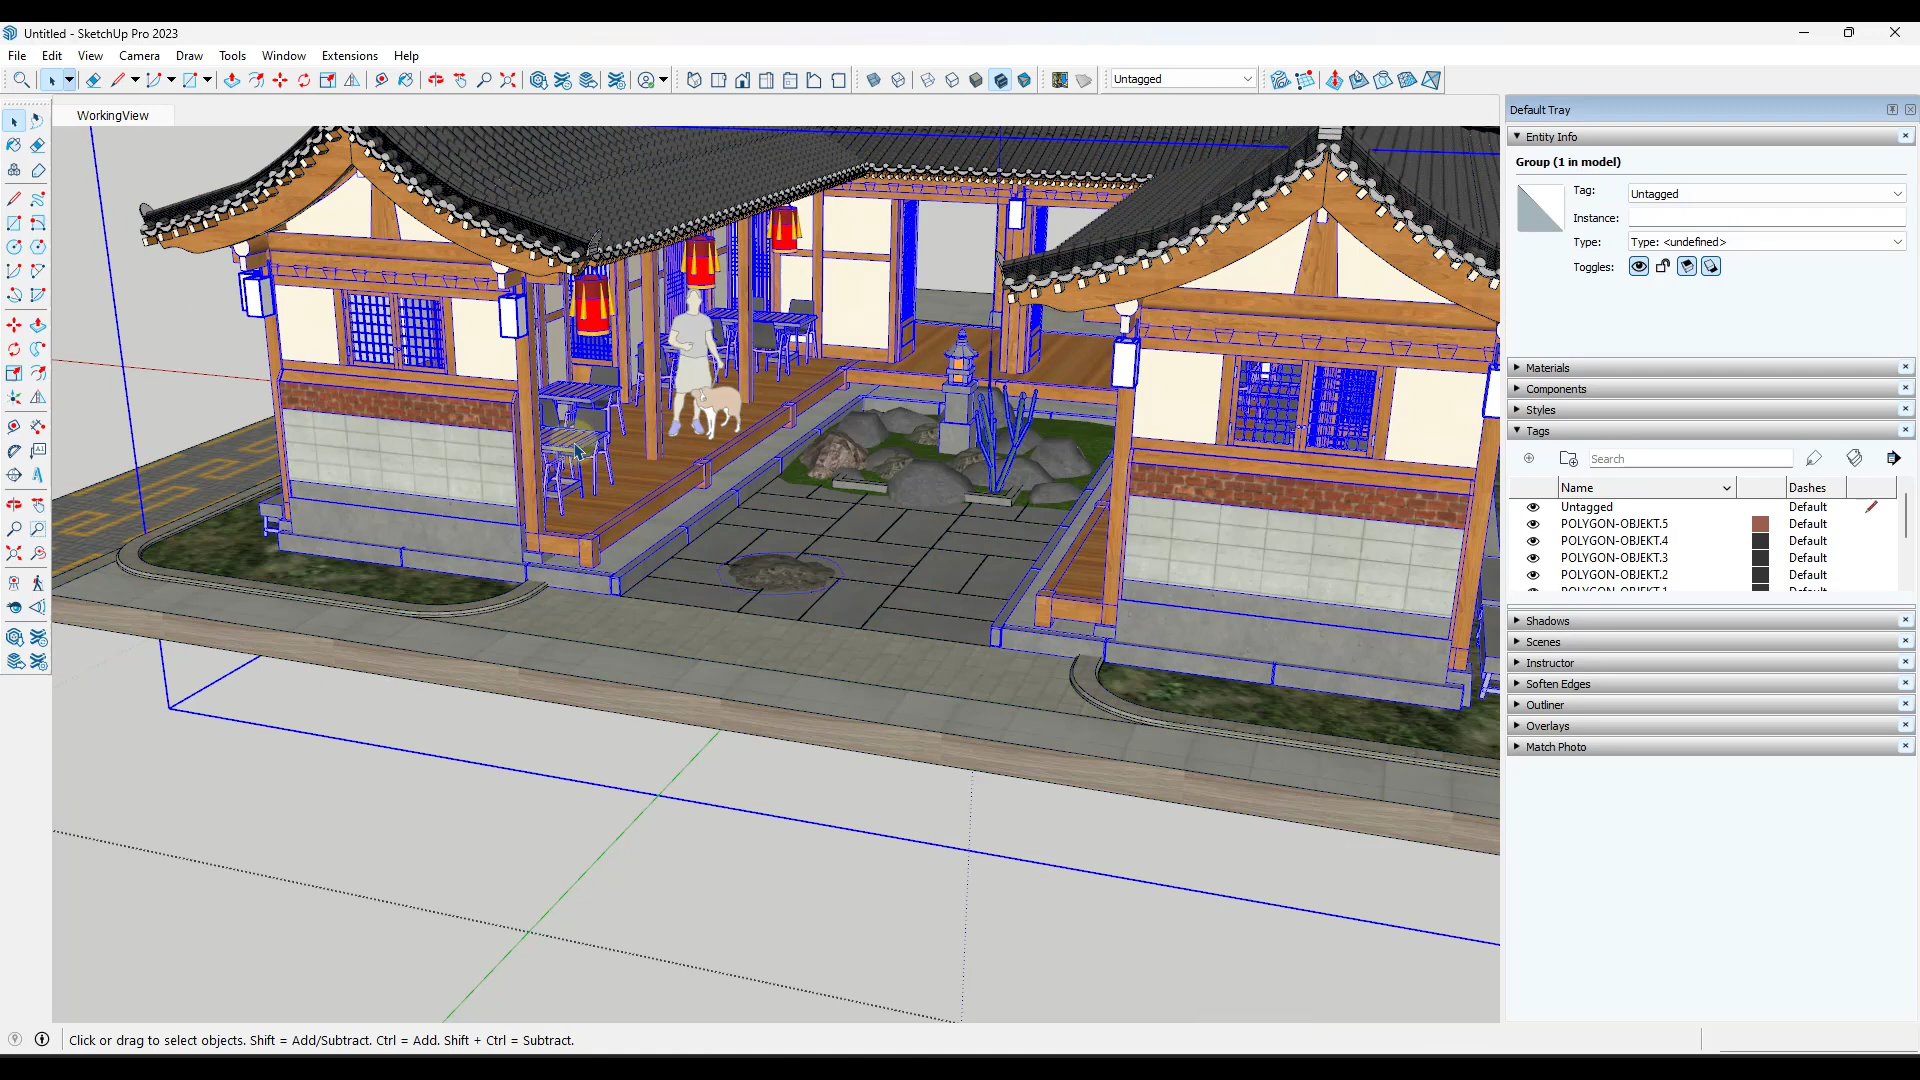 Untitled - SketchUp Pro 2023
File Edit View Camera Draw Tools Window Extensions Help
Untagged
WorkingView
Default Tray
Entity Info
Group (1 in model)
Tag: Untagged
Instance:
Type: Type: <undefined>
Toggles:
Materials
Components
Styles
Tags
Search
Name Dashes
Untagged Default
POLYGON-OBJEKT.5 Default
POLYGON-OBJEKT.4 Default
POLYGON-OBJEKT.3 Default
POLYGON-OBJEKT.2 Default
POLYGON-OBJEKT.1 Default
Shadows
Scenes
Instructor
Soften Edges
Outliner
Overlays
Match Photo
Click or drag to select objects. Shift = Add/Subtract. Ctrl = Add. Shift + Ctrl = Subtract.